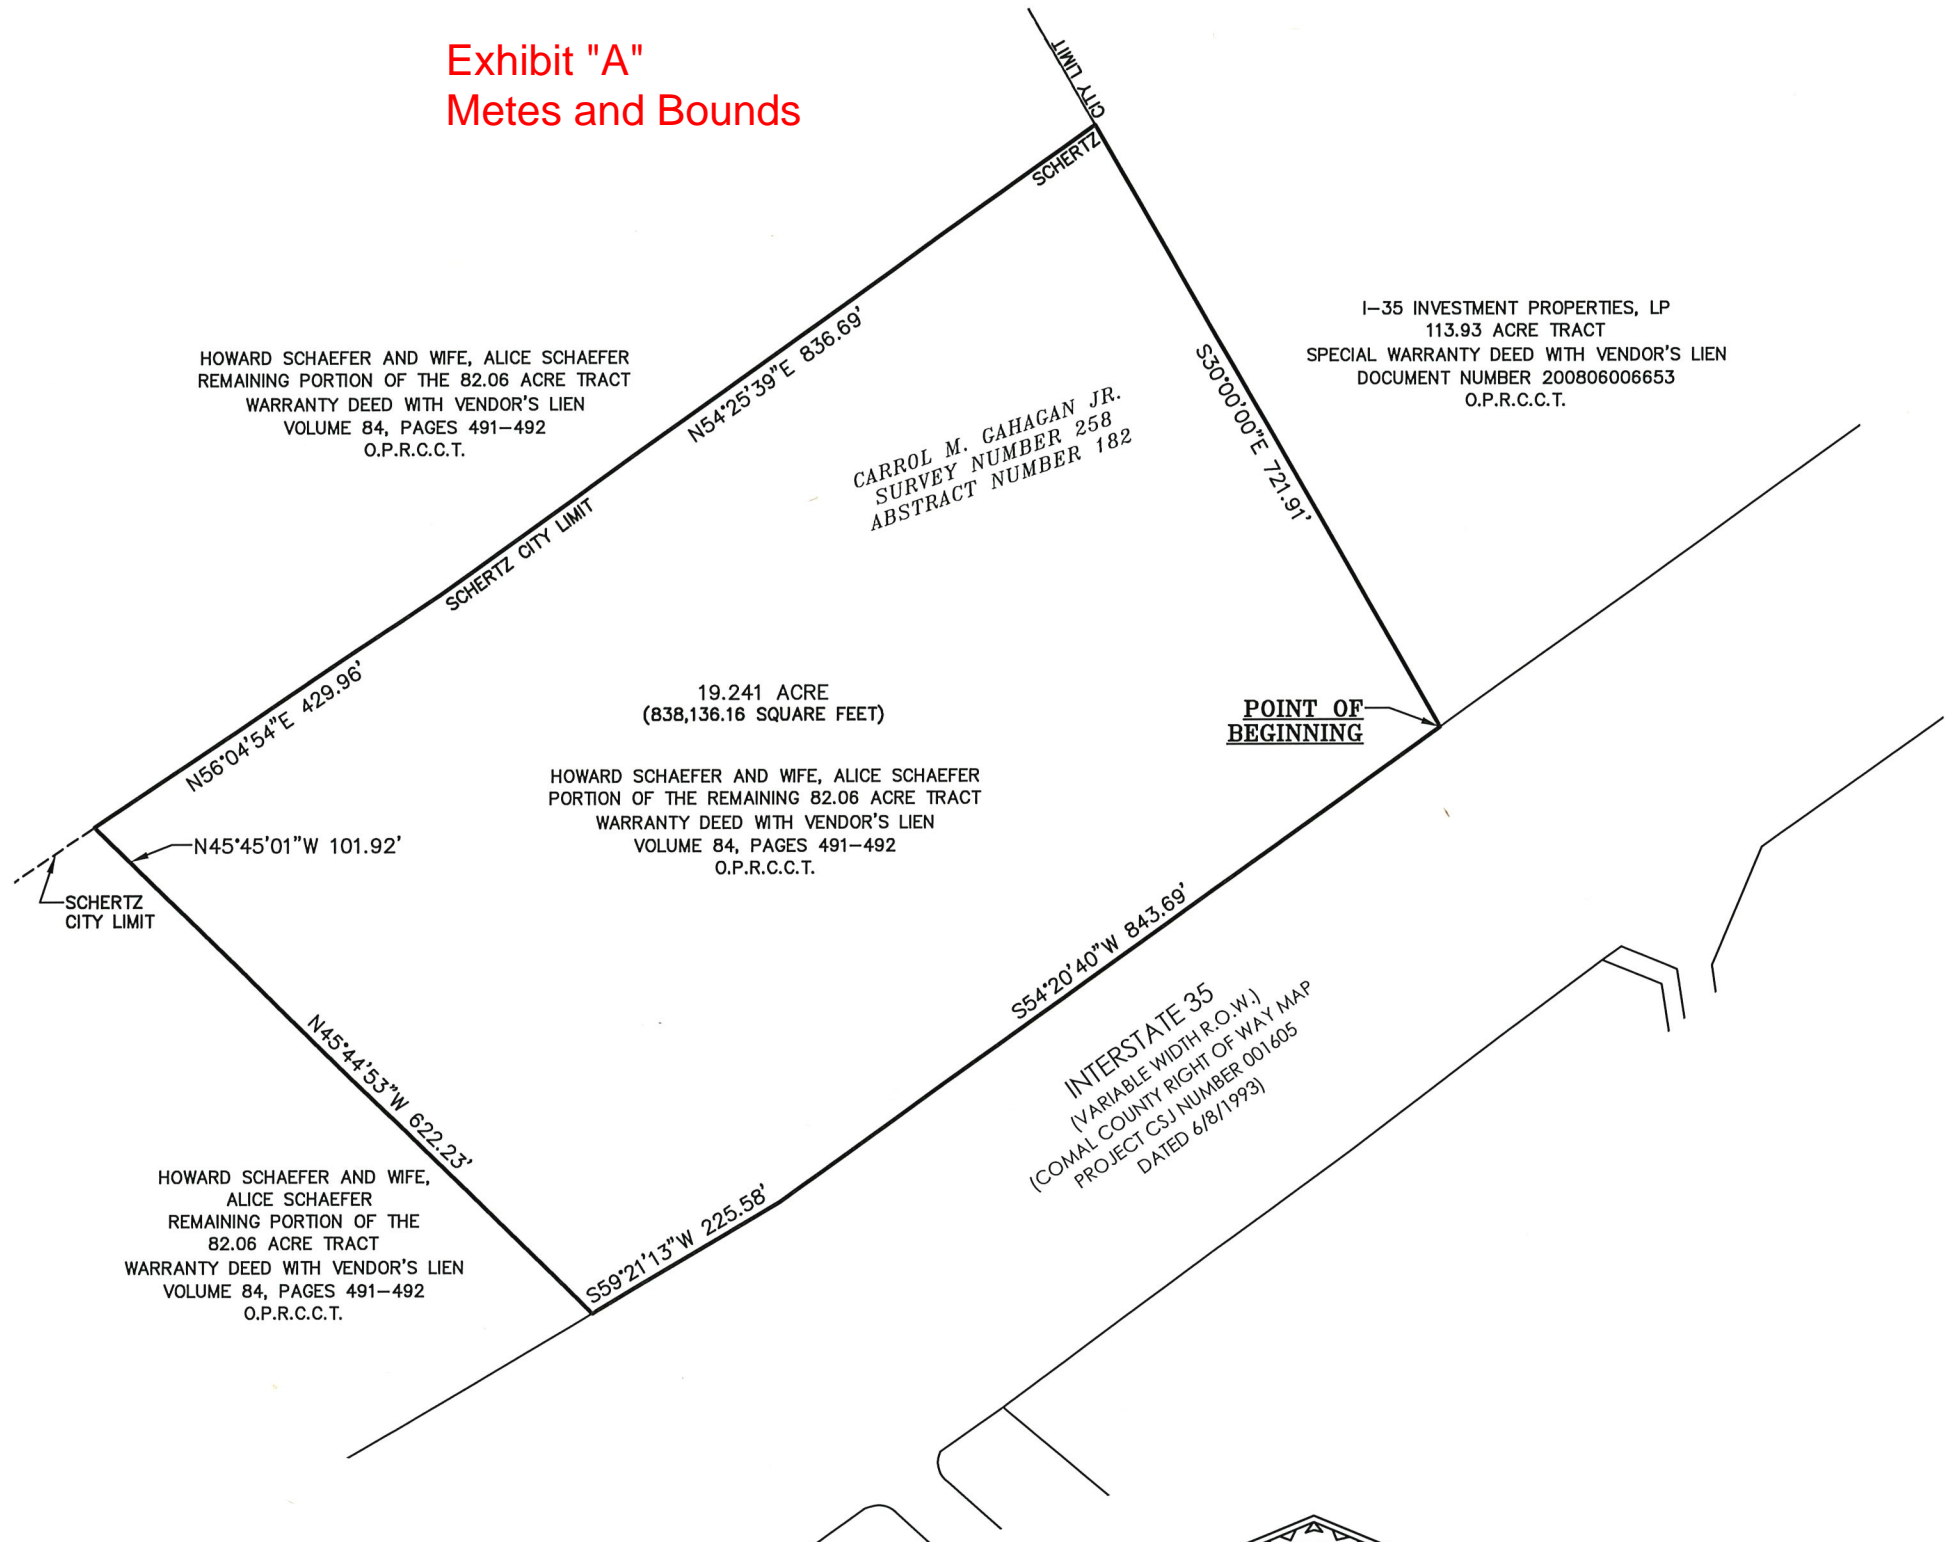 Exhibit "A"
Metes and Bounds
CITY LIMIT
SCHERTZ
HOWARD SCHAEFER AND WIFE, ALICE SCHAEFER
REMAINING PORTION OF THE 82.06 ACRE TRACT
WARRANTY DEED WITH VENDOR'S LIEN
VOLUME 84, PAGES 491-492
O.P.R.C.C.T.
N54°25'39"E 836.69'
CARROL M. GAHAGAN JR.
SURVEY NUMBER 258
ABSTRACT NUMBER 182
S30°00'00"E 721.91'
I-35 INVESTMENT PROPERTIES, LP
113.93 ACRE TRACT
SPECIAL WARRANTY DEED WITH VENDOR'S LIEN
DOCUMENT NUMBER 200806006653
O.P.R.C.C.T.
SCHERTZ CITY LIMIT
N56°04'54"E 429.96'
19.241 ACRE
(838,136.16 SQUARE FEET)
POINT OF
BEGINNING
HOWARD SCHAEFER AND WIFE, ALICE SCHAEFER
PORTION OF THE REMAINING 82.06 ACRE TRACT
WARRANTY DEED WITH VENDOR'S LIEN
VOLUME 84, PAGES 491-492
O.P.R.C.C.T.
N45°45'01"W 101.92'
SCHERTZ
CITY LIMIT
S54°20'40"W 843.69'
INTERSTATE 35
(VARIABLE WIDTH R.O.W.)
(COMAL COUNTY RIGHT OF WAY MAP
PROJECT CSJ NUMBER 001605
DATED 6/8/1993)
N45°44'53"W 622.23'
HOWARD SCHAEFER AND WIFE,
ALICE SCHAEFER
REMAINING PORTION OF THE
82.06 ACRE TRACT
WARRANTY DEED WITH VENDOR'S LIEN
VOLUME 84, PAGES 491-492
O.P.R.C.C.T.
S59°21'13"W 225.58'